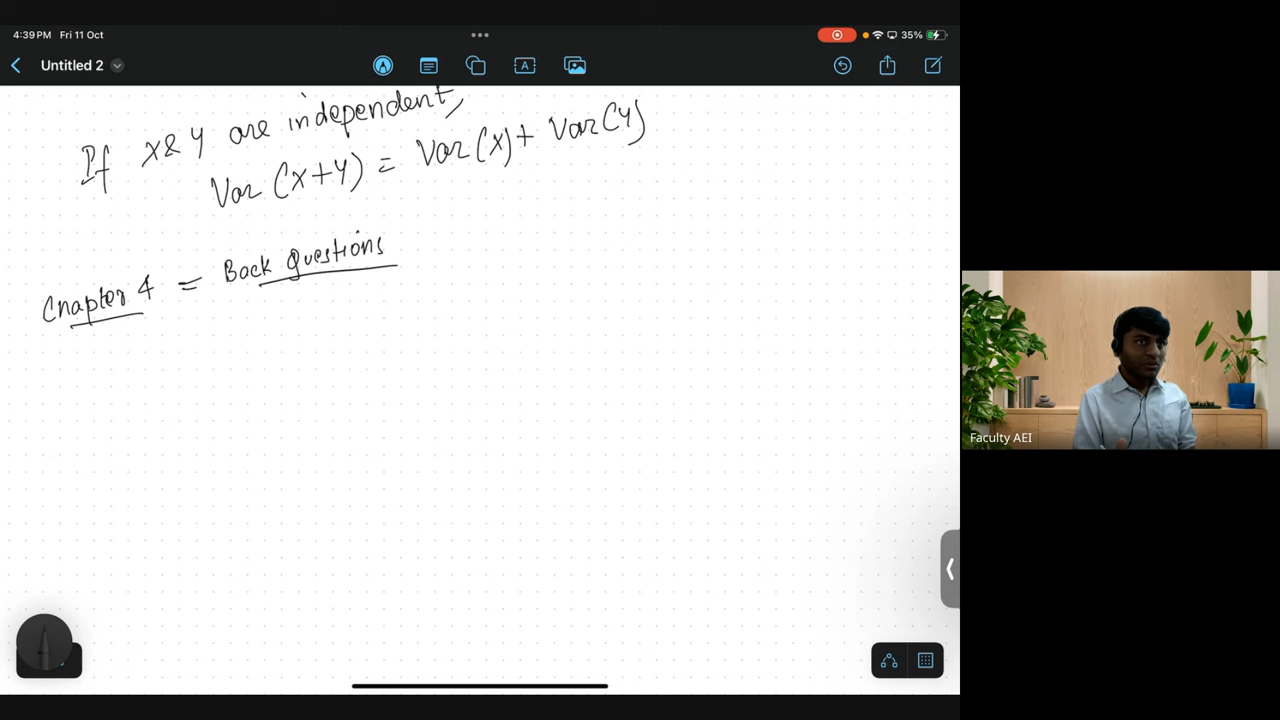 4:39 PM Fri 11 Oct
35%
Untitled 2
If X & Y are independent,
Var (X+Y) = Var (X) + Var (Y)
Chapter 4 = Back Questions
Faculty AEI